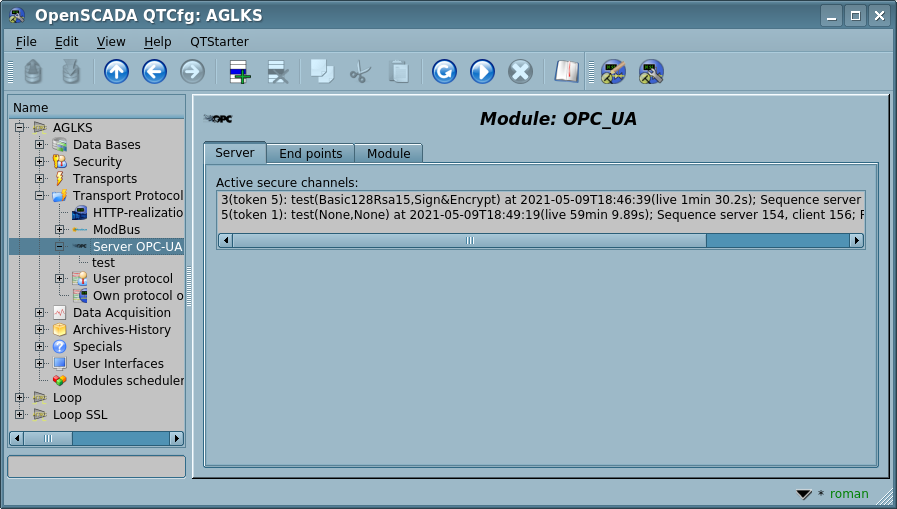 OpenSCADA QTCfg: AGLKS
File Edit View Help QTStarter
Name
AGLKS
Data Bases
Security
Transports
Transport Protocol
HTTP-realizatio
ModBus
Server OPC-UA
test
User protocol
Own protocol o
Data Acquisition
Archives-History
Specials
User Interfaces
Modules scheduler
Loop
Loop SSL
OPC
Module: OPC_UA
Server End points Module
Active secure channels:
3(token 5): test(Basic128Rsa15,Sign&Encrypt) at 2021-05-09T18:46:39(live 1min 30.2s); Sequence server
5(token 1): test(None,None) at 2021-05-09T18:49:19(live 59min 9.89s); Sequence server 154, client 156;
* roman